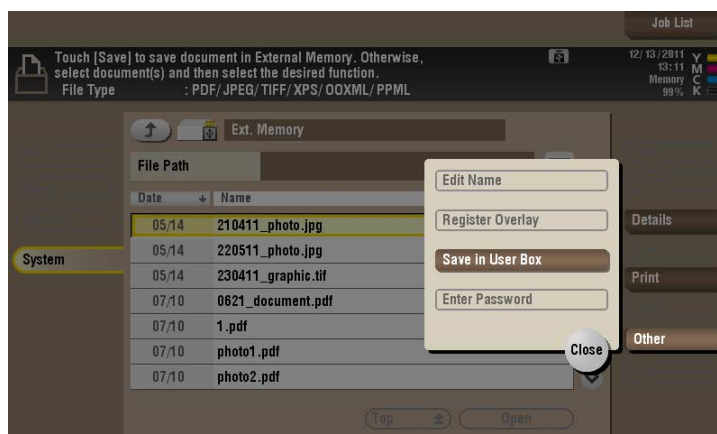 Job List
Touch [Save] to save document in External Memory. Otherwise,
select document(s) and then select the desired function.
File Type : PDF/JPEG/TIFF/XPS/OOXML/PPML
12/13/2011
13:11
Memory
99%
Y
M
C
K
Ext. Memory
File Path
Date Name
05/14 210411_photo.jpg
05/14 220511_photo.jpg
05/14 230411_graphic.tif
07/10 0621_document.pdf
07/10 1.pdf
07/10 photo1.pdf
07/10 photo2.pdf
System
Edit Name
Register Overlay
Save in User Box
Enter Password
Close
Details
Print
Other
Top
Open